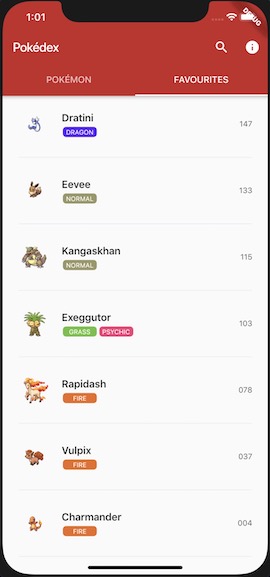 1:01
DEBUG
Pokédex
POKÉMON
FAVOURITES
Dratini
DRAGON
147
Eevee
NORMAL
133
Kangaskhan
NORMAL
115
Exeggutor
GRASS PSYCHIC
103
Rapidash
FIRE
078
Vulpix
FIRE
037
Charmander
FIRE
004